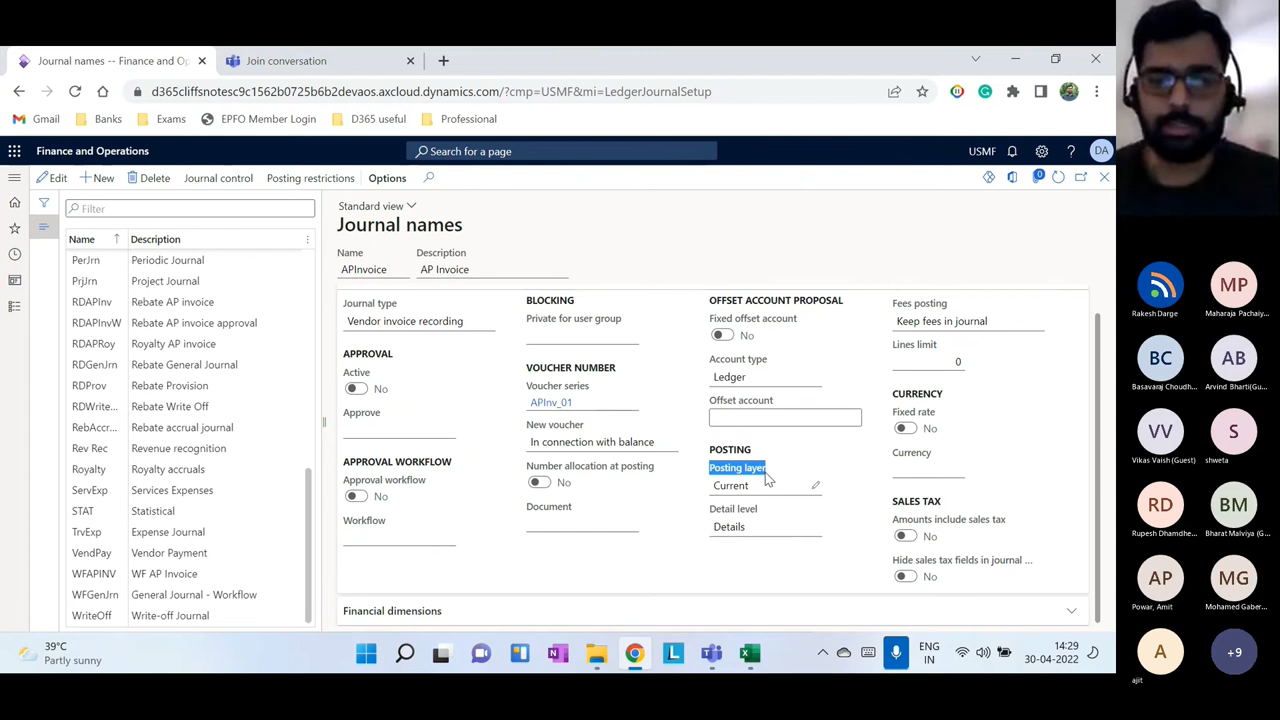 Journal names -- Finance and Op
Join conversation
d365cliffsnotesc9c1562b0725b6b2devaos.axcloud.dynamics.com/?cmp=USMF&mi=LedgerJournalSetup
Gmail
Banks
Exams
EPFO Member Login
D365 useful
Professional
Finance and Operations
Search for a page
USMF
DA
Edit
New
Delete
Journal control
Posting restrictions
Options
0
Filter
Name
Description
PerJrn Periodic Journal
PrjJrn Project Journal
RDAPInv Rebate AP invoice
RDAPInvW Rebate AP invoice approval
RDAPRoy Royalty AP invoice
RDGenJrn Rebate General Journal
RDProv Rebate Provision
RDWrite... Rebate Write Off
RebAccr... Rebate accrual journal
Rev Rec Revenue recognition
Royalty Royalty accruals
ServExp Services Expenses
STAT Statistical
TrvExp Expense Journal
VendPay Vendor Payment
WFAPINV WF AP Invoice
WFGenJrn General Journal - Workflow
WriteOff Write-off Journal
Standard view
Journal names
Name
APInvoice
Description
AP Invoice
Journal type
Vendor invoice recording
APPROVAL
Active
No
Approve
APPROVAL WORKFLOW
Approval workflow
No
Workflow
BLOCKING
Private for user group
VOUCHER NUMBER
Voucher series
APInv_01
New voucher
In connection with balance
Number allocation at posting
No
Document
OFFSET ACCOUNT PROPOSAL
Fixed offset account
No
Account type
Ledger
Offset account
POSTING
Posting layer
Current
Detail level
Details
Fees posting
Keep fees in journal
Lines limit
0
CURRENCY
Fixed rate
No
Currency
SALES TAX
Amounts include sales tax
No
Hide sales tax fields in journal ...
No
Financial dimensions
39°C
Partly sunny
L
ENG
IN
14:29
30-04-2022
Rakesh Darge
MP
Maharaja Pachaiy...
BC
Basavaraj Choudh...
AB
Arvind Bharti(Gu...
VV
Vikas Vaish (Guest)
S
shweta
RD
Rupesh Dhamdhe...
BM
Bharat Malviya (G...
AP
Powar, Amit
MG
Mohamed Gaber...
A
ajit
+9